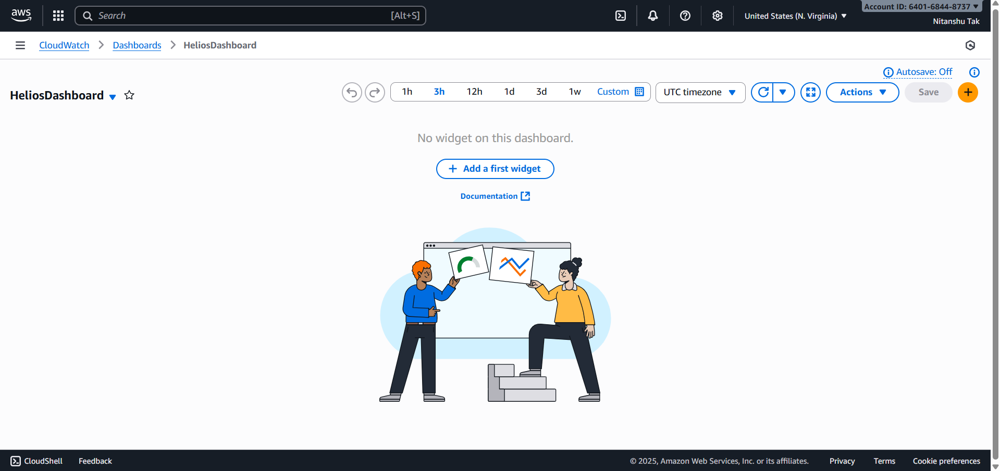 aws
Search [Alt+S]
United States (N. Virginia)
Account ID: 6401-6844-8737
Nitanshu Tak
CloudWatch Dashboards HeliosDashboard
Autosave: Off
HeliosDashboard
1h 3h 12h 1d 3d 1w Custom
UTC timezone
Actions
Save
No widget on this dashboard.
Add a first widget
Documentation
CloudShell Feedback
© 2025, Amazon Web Services, Inc. or its affiliates. Privacy Terms Cookie preferences